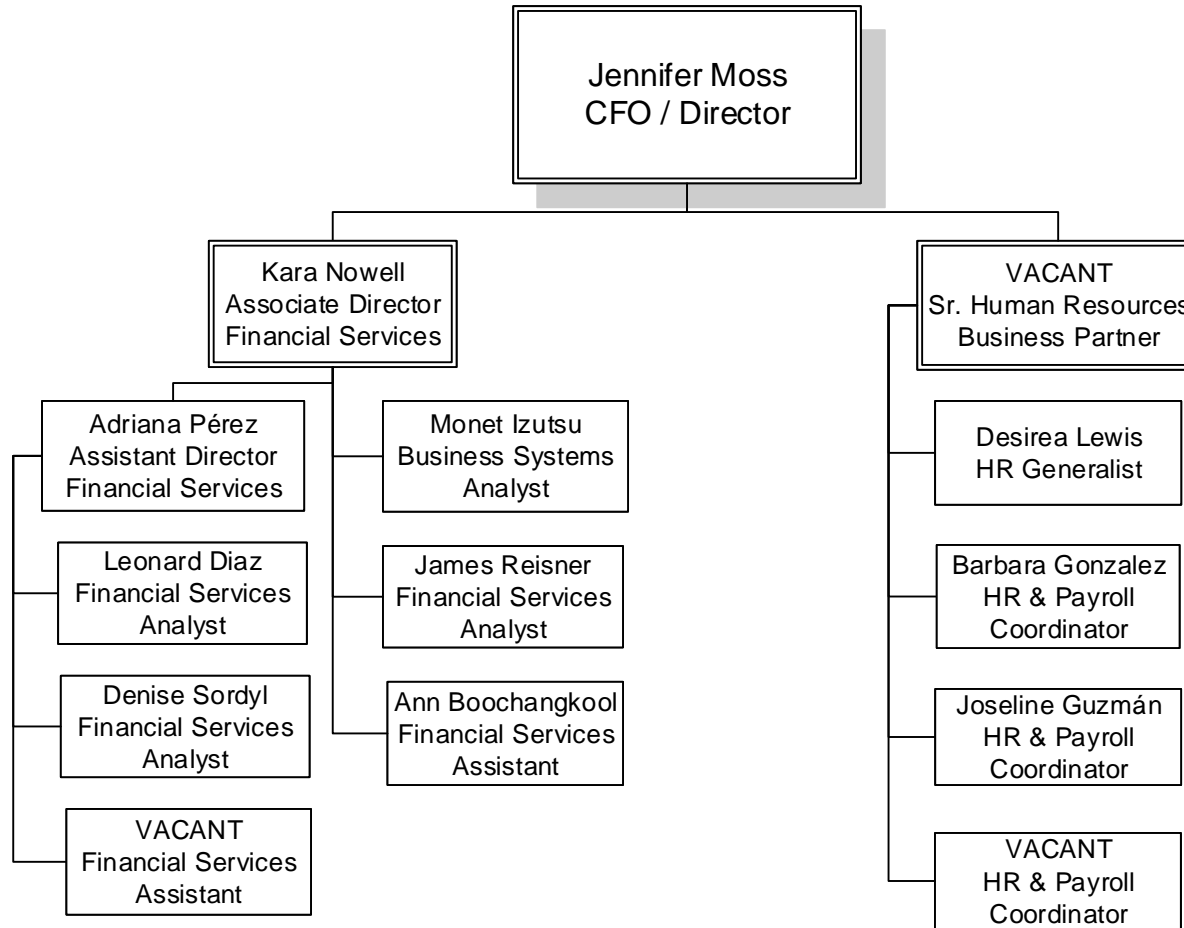 Jennifer Moss
CFO / Director
Kara Nowell
Associate Director
Financial Services
VACANT
Sr. Human Resources
Business Partner
Adriana Pérez
Assistant Director
Financial Services
Monet Izutsu
Business Systems
Analyst
Desirea Lewis
HR Generalist
Leonard Diaz
Financial Services
Analyst
James Reisner
Financial Services
Analyst
Barbara Gonzalez
HR & Payroll
Coordinator
Denise Sordyl
Financial Services
Analyst
Ann Boochangkool
Financial Services
Assistant
Joseline Guzmán
HR & Payroll
Coordinator
VACANT
Financial Services
Assistant
VACANT
HR & Payroll
Coordinator